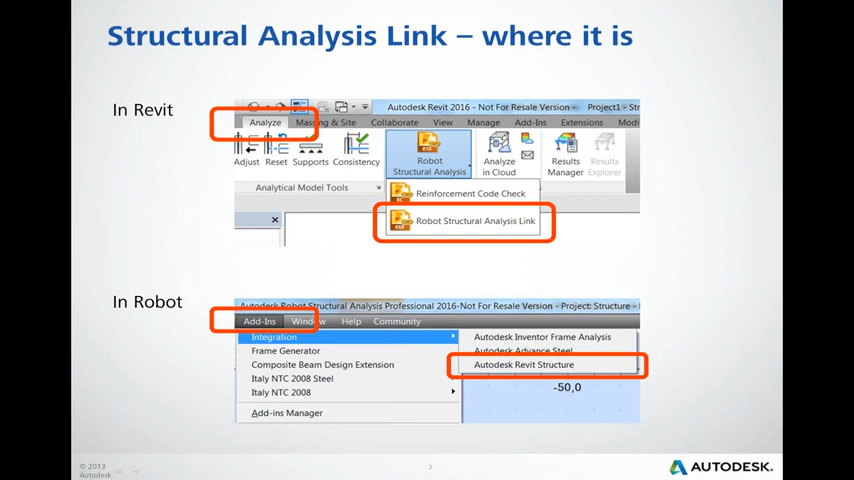 Structural Analysis Link – where it is
In Revit
Autodesk Revit 2016 - Not For Resale Version - Project1 - Str
Analyze Massing & Site Collaborate View Manage Add-Ins Extensions Modi
Adjust Reset Supports Consistency
Robot
Structural Analysis
Analyze
in Cloud
Results
Manager
Results
Explorer
Analytical Model Tools
Reinforcement Code Check
Robot Structural Analysis Link
In Robot
Autodesk Robot Structural Analysis Professional 2016-Not For Resale Version - Project: Structure -
Add-Ins Window Help Community
Integration
Frame Generator
Composite Beam Design Extension
Italy NTC 2008 Steel
Italy NTC 2008
Add-ins Manager
Autodesk Inventor Frame Analysis
Autodesk Advance Steel
Autodesk Revit Structure
-50,0
© 2013
Autodesk
7
AUTODESK.